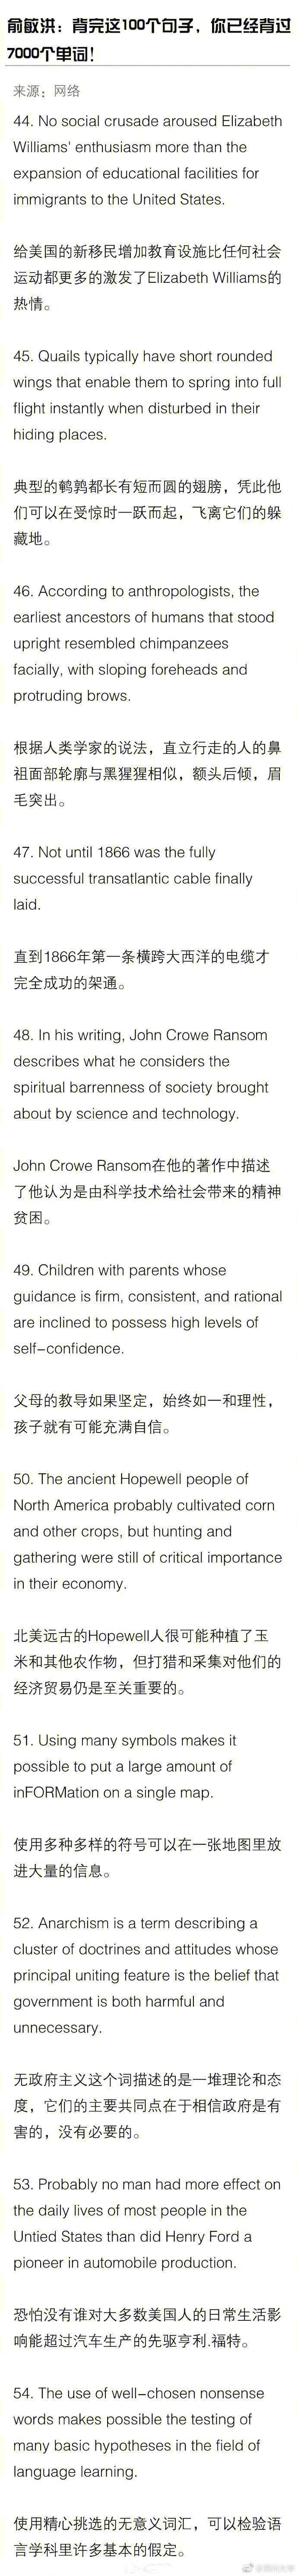 俞敏洪：背完这100个句子，你已经背过
7000个单词！
来源：网络
44. No social crusade aroused Elizabeth
Williams' enthusiasm more than the
expansion of educational facilities for
immigrants to the United States.
给美国的新移民增加教育设施比任何社会
运动都更多的激发了Elizabeth Williams的
热情。
45. Quails typically have short rounded
wings that enable them to spring into full
flight instantly when disturbed in their
hiding places.
典型的鹌鹑都长有短而圆的翅膀，凭此他
们可以在受惊时一跃而起，飞离它们的躲
藏地。
46. According to anthropologists, the
earliest ancestors of humans that stood
upright resembled chimpanzees
facially, with sloping foreheads and
protruding brows.
根据人类学家的说法，直立行走的人的鼻
祖面部轮廓与黑猩猩相似，额头后倾，眉
毛突出。
47. Not until 1866 was the fully
successful transatlantic cable finally
laid.
直到1866年第一条横跨大西洋的电缆才
完全成功的架通。
48. In his writing, John Crowe Ransom
describes what he considers the
spiritual barrenness of society brought
about by science and technology.
John Crowe Ransom在他的著作中描述
了他认为是由科学技术给社会带来的精神
贫困。
49. Children with parents whose
guidance is firm, consistent, and rational
are inclined to possess high levels of
self-confidence.
父母的教导如果坚定，始终如一和理性，
孩子就有可能充满自信。
50. The ancient Hopewell people of
North America probably cultivated corn
and other crops, but hunting and
gathering were still of critical importance
in their economy.
北美远古的Hopewell人很可能种植了玉
米和其他农作物，但打猎和采集对他们的
经济贸易仍是至关重要的。
51. Using many symbols makes it
possible to put a large amount of
inFORMation on a single map.
使用多种多样的符号可以在一张地图里放
进大量的信息。
52. Anarchism is a term describing a
cluster of doctrines and attitudes whose
principal uniting feature is the belief that
government is both harmful and
unnecessary.
无政府主义这个词描述的是一堆理论和态
度，它们的主要共同点在于相信政府是有
害的，没有必要的。
53. Probably no man had more effect on
the daily lives of most people in the
Untied States than did Henry Ford a
pioneer in automobile production.
恐怕没有谁对大多数美国人的日常生活影
响能超过汽车生产的先驱亨利.福特。
54. The use of well-chosen nonsense
words makes possible the testing of
many basic hypotheses in the field of
language learning.
使用精心挑选的无意义词汇，可以检验语
言学科里许多基本的假定。